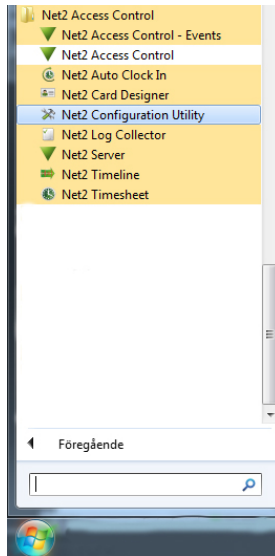 Net2 Access Control
Net2 Access Control - Events
Net2 Access Control
Net2 Auto Clock In
Net2 Card Designer
Net2 Configuration Utility
Net2 Log Collector
Net2 Server
Net2 Timeline
Net2 Timesheet
Föregående